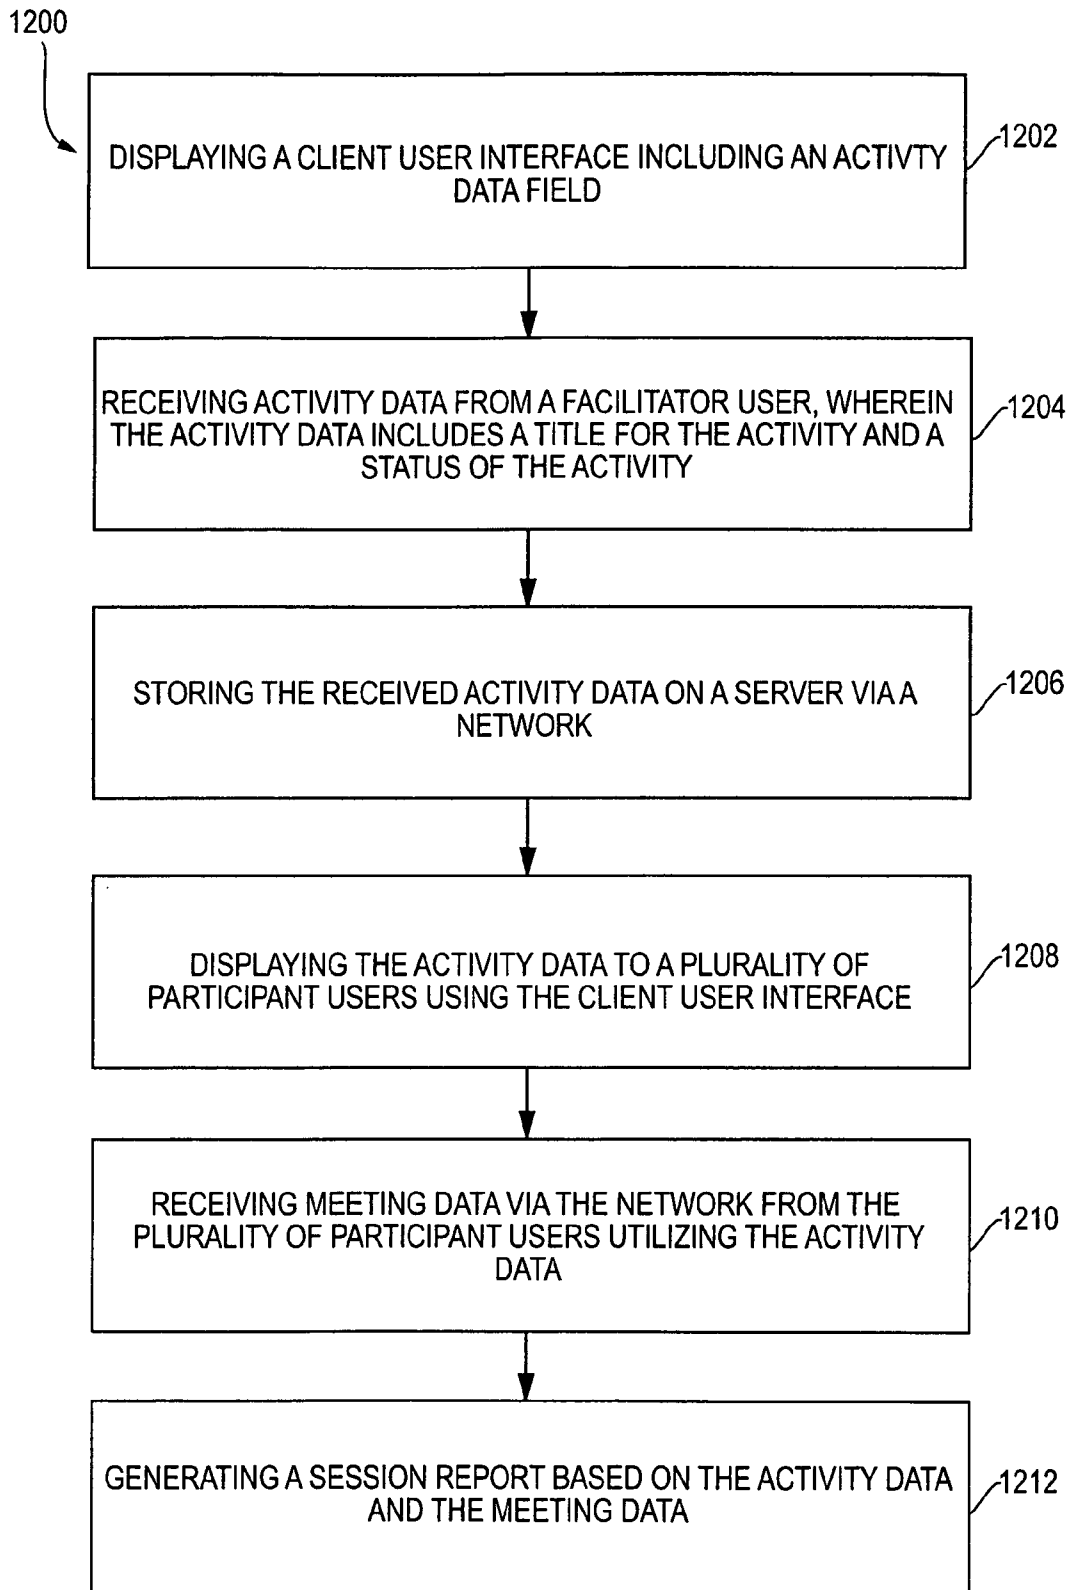 1200
DISPLAYING A CLIENT USER INTERFACE INCLUDING AN ACTIVTY
DATA FIELD
1202
RECEIVING ACTIVITY DATA FROM A FACILITATOR USER, WHEREIN
THE ACTIVITY DATA INCLUDES A TITLE FOR THE ACTIVITY AND A
STATUS OF THE ACTIVITY
1204
STORING THE RECEIVED ACTIVITY DATA ON A SERVER VIA A
NETWORK
1206
DISPLAYING THE ACTIVITY DATA TO A PLURALITY OF
PARTICIPANT USERS USING THE CLIENT USER INTERFACE
1208
RECEIVING MEETING DATA VIA THE NETWORK FROM THE
PLURALITY OF PARTICIPANT USERS UTILIZING THE ACTIVITY
DATA
1210
GENERATING A SESSION REPORT BASED ON THE ACTIVITY DATA
AND THE MEETING DATA
1212